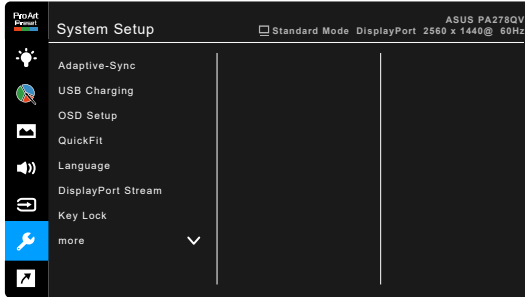 ProArt
Preset
System Setup
ASUS PA278QV
Standard Mode DisplayPort 2560 x 1440@ 60Hz
Adaptive-Sync
USB Charging
OSD Setup
QuickFit
Language
DisplayPort Stream
Key Lock
more